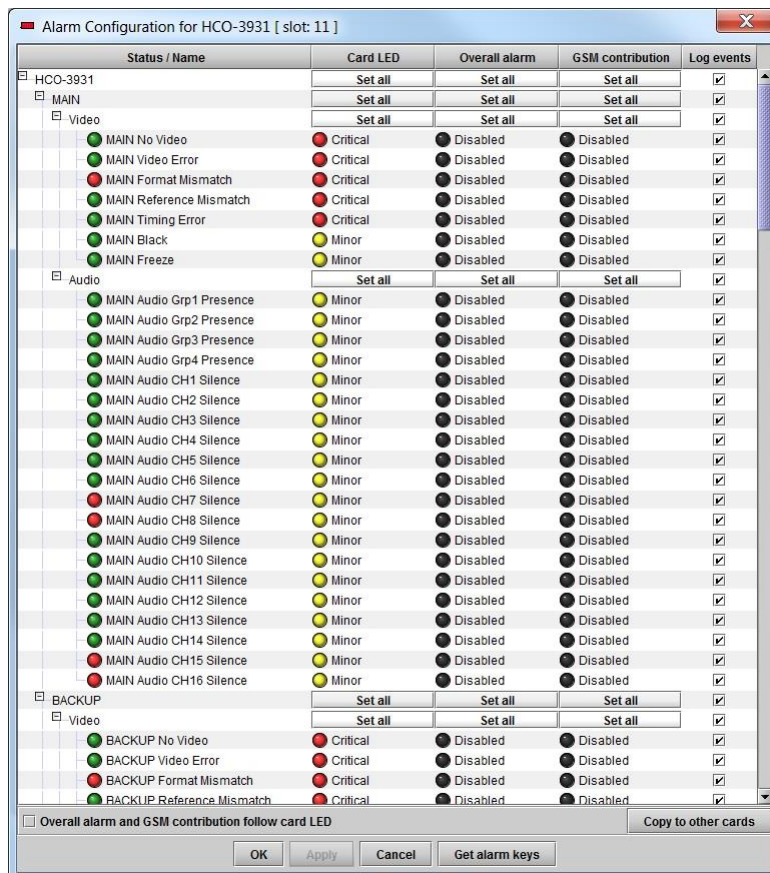 Alarm Configuration for HCO-3931 [ slot: 11 ]
Status / Name Card LED Overall alarm GSM contribution Log events
HCO-3931 Set all Set all Set all
MAIN Set all Set all Set all
Video Set all Set all Set all
MAIN No Video Critical Disabled Disabled
MAIN Video Error Critical Disabled Disabled
MAIN Format Mismatch Critical Disabled Disabled
MAIN Reference Mismatch Critical Disabled Disabled
MAIN Timing Error Critical Disabled Disabled
MAIN Black Minor Disabled Disabled
MAIN Freeze Minor Disabled Disabled
Audio Set all Set all Set all
MAIN Audio Grp1 Presence Minor Disabled Disabled
MAIN Audio Grp2 Presence Minor Disabled Disabled
MAIN Audio Grp3 Presence Minor Disabled Disabled
MAIN Audio Grp4 Presence Minor Disabled Disabled
MAIN Audio CH1 Silence Minor Disabled Disabled
MAIN Audio CH2 Silence Minor Disabled Disabled
MAIN Audio CH3 Silence Minor Disabled Disabled
MAIN Audio CH4 Silence Minor Disabled Disabled
MAIN Audio CH5 Silence Minor Disabled Disabled
MAIN Audio CH6 Silence Minor Disabled Disabled
MAIN Audio CH7 Silence Minor Disabled Disabled
MAIN Audio CH8 Silence Minor Disabled Disabled
MAIN Audio CH9 Silence Minor Disabled Disabled
MAIN Audio CH10 Silence Minor Disabled Disabled
MAIN Audio CH11 Silence Minor Disabled Disabled
MAIN Audio CH12 Silence Minor Disabled Disabled
MAIN Audio CH13 Silence Minor Disabled Disabled
MAIN Audio CH14 Silence Minor Disabled Disabled
MAIN Audio CH15 Silence Minor Disabled Disabled
MAIN Audio CH16 Silence Minor Disabled Disabled
BACKUP Set all Set all Set all
Video Set all Set all Set all
BACKUP No Video Critical Disabled Disabled
BACKUP Video Error Critical Disabled Disabled
BACKUP Format Mismatch Critical Disabled Disabled
BACKUP Reference Mismatch Critical Disabled Disabled
Overall alarm and GSM contribution follow card LED Copy to other cards
OK Apply Cancel Get alarm keys